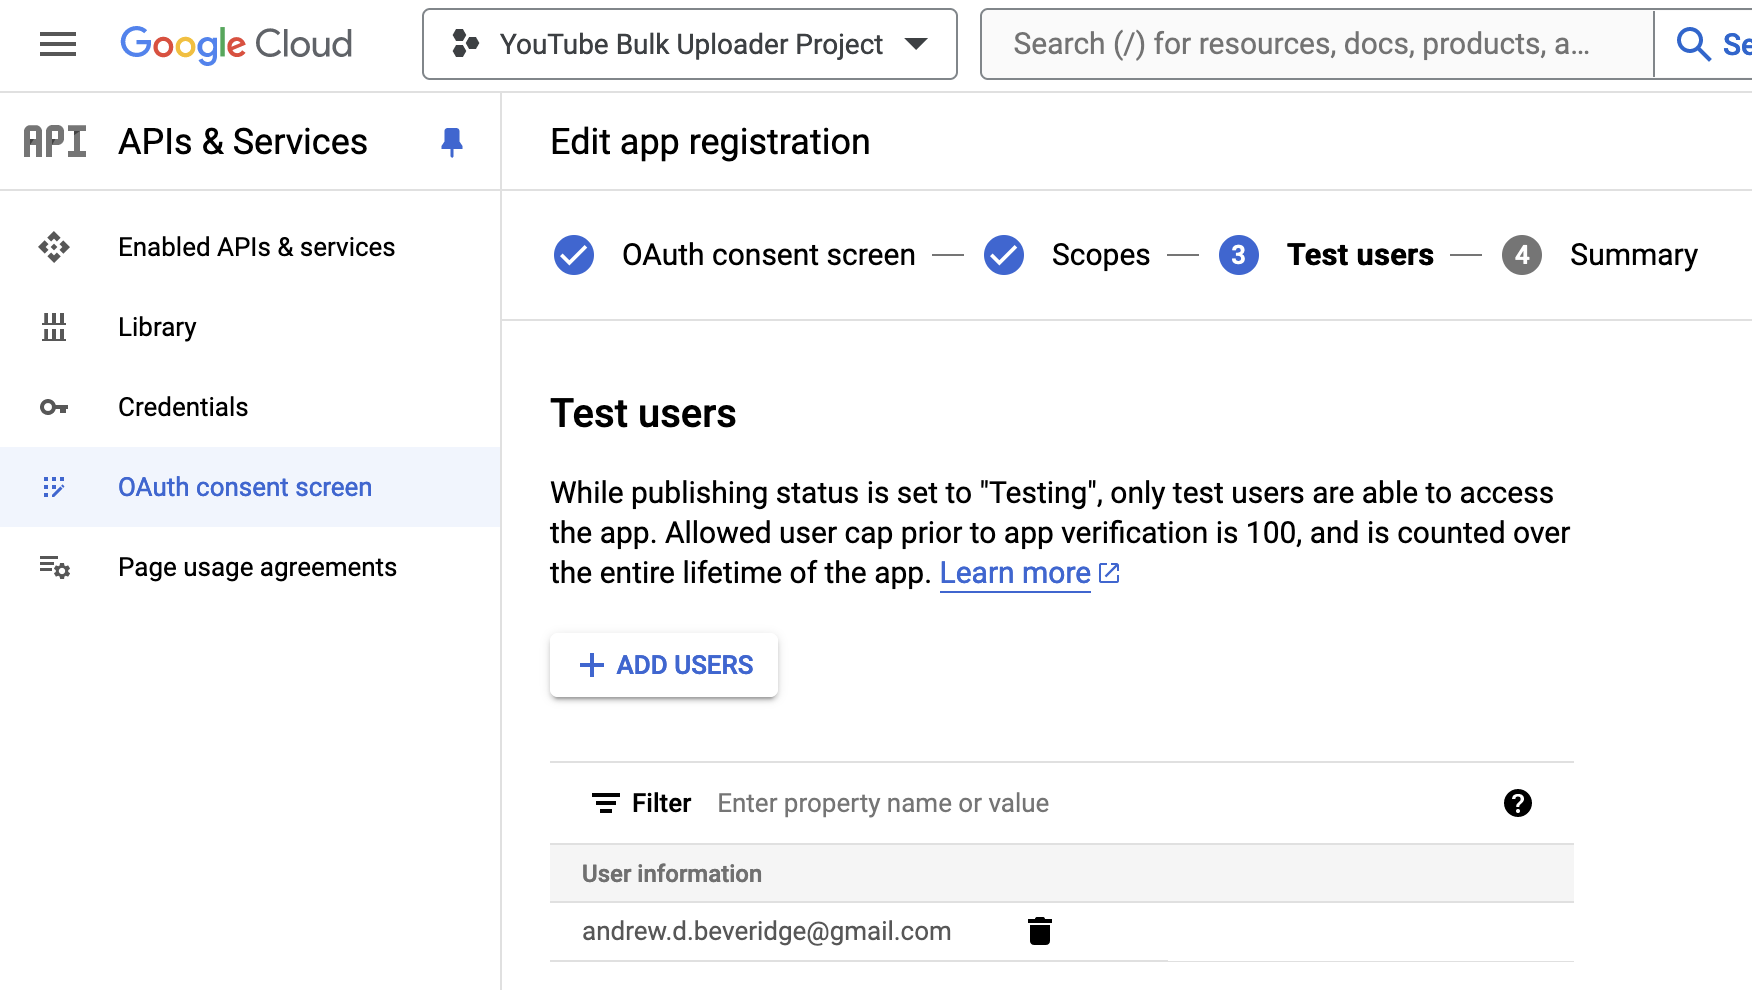 Google Cloud
YouTube Bulk Uploader Project
Search (/) for resources, docs, products, a...
Se
API
APIs & Services
Edit app registration
Enabled APIs & services
Library
Credentials
OAuth consent screen
Page usage agreements
OAuth consent screen
Scopes
3 Test users
4 Summary
Test users
While publishing status is set to "Testing", only test users are able to access
the app. Allowed user cap prior to app verification is 100, and is counted over
the entire lifetime of the app. Learn more
+ ADD USERS
Filter Enter property name or value
?
User information
andrew.d.beveridge@gmail.com